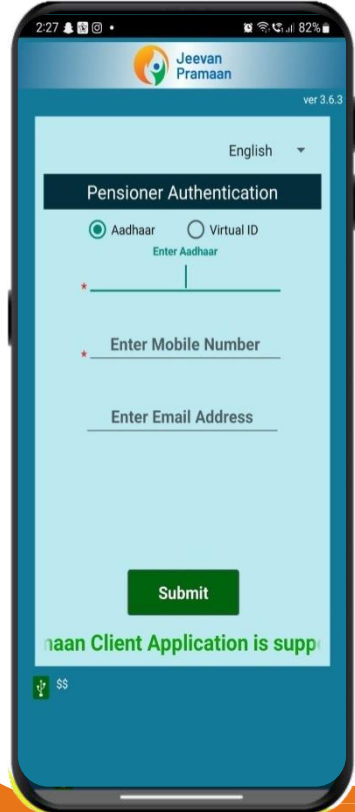 2:27
82%
Jeevan
Pramaan
ver 3.6.3
English
Pensioner Authentication
Aadhaar
Virtual ID
Enter Aadhaar
*
* Enter Mobile Number
Enter Email Address
Submit
naan Client Application is supp
$$